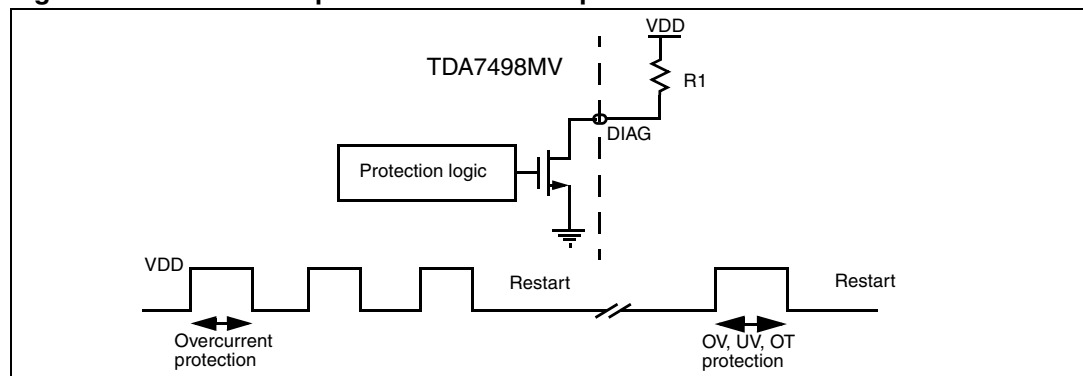 VDD
TDA7498MV
R1
DIAG
Protection logic
VDD
Restart
Restart
Overcurrent
protection
OV, UV, OT
protection